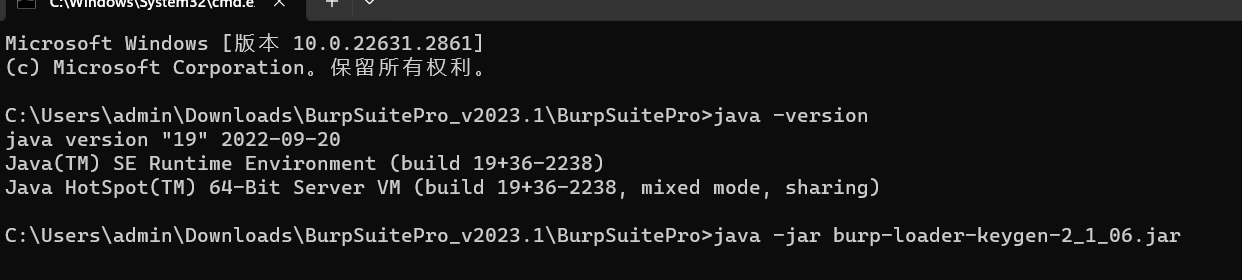 C:\Windows\System32\cmd.e
Microsoft Windows [版本 10.0.22631.2861]
(c) Microsoft Corporation。保留所有权利。
C:\Users\admin\Downloads\BurpSuitePro_v2023.1\BurpSuitePro>java -version
java version "19" 2022-09-20
Java(TM) SE Runtime Environment (build 19+36-2238)
Java HotSpot(TM) 64-Bit Server VM (build 19+36-2238, mixed mode, sharing)
C:\Users\admin\Downloads\BurpSuitePro_v2023.1\BurpSuitePro>java -jar burp-loader-keygen-2_1_06.jar